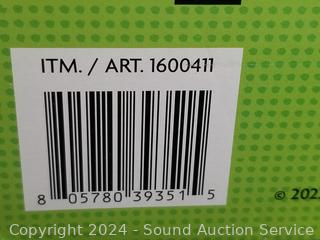 ITM. / ART. 1600411
8 05780 39351 5
© 202
Copyright 2024 - Sound Auction Service